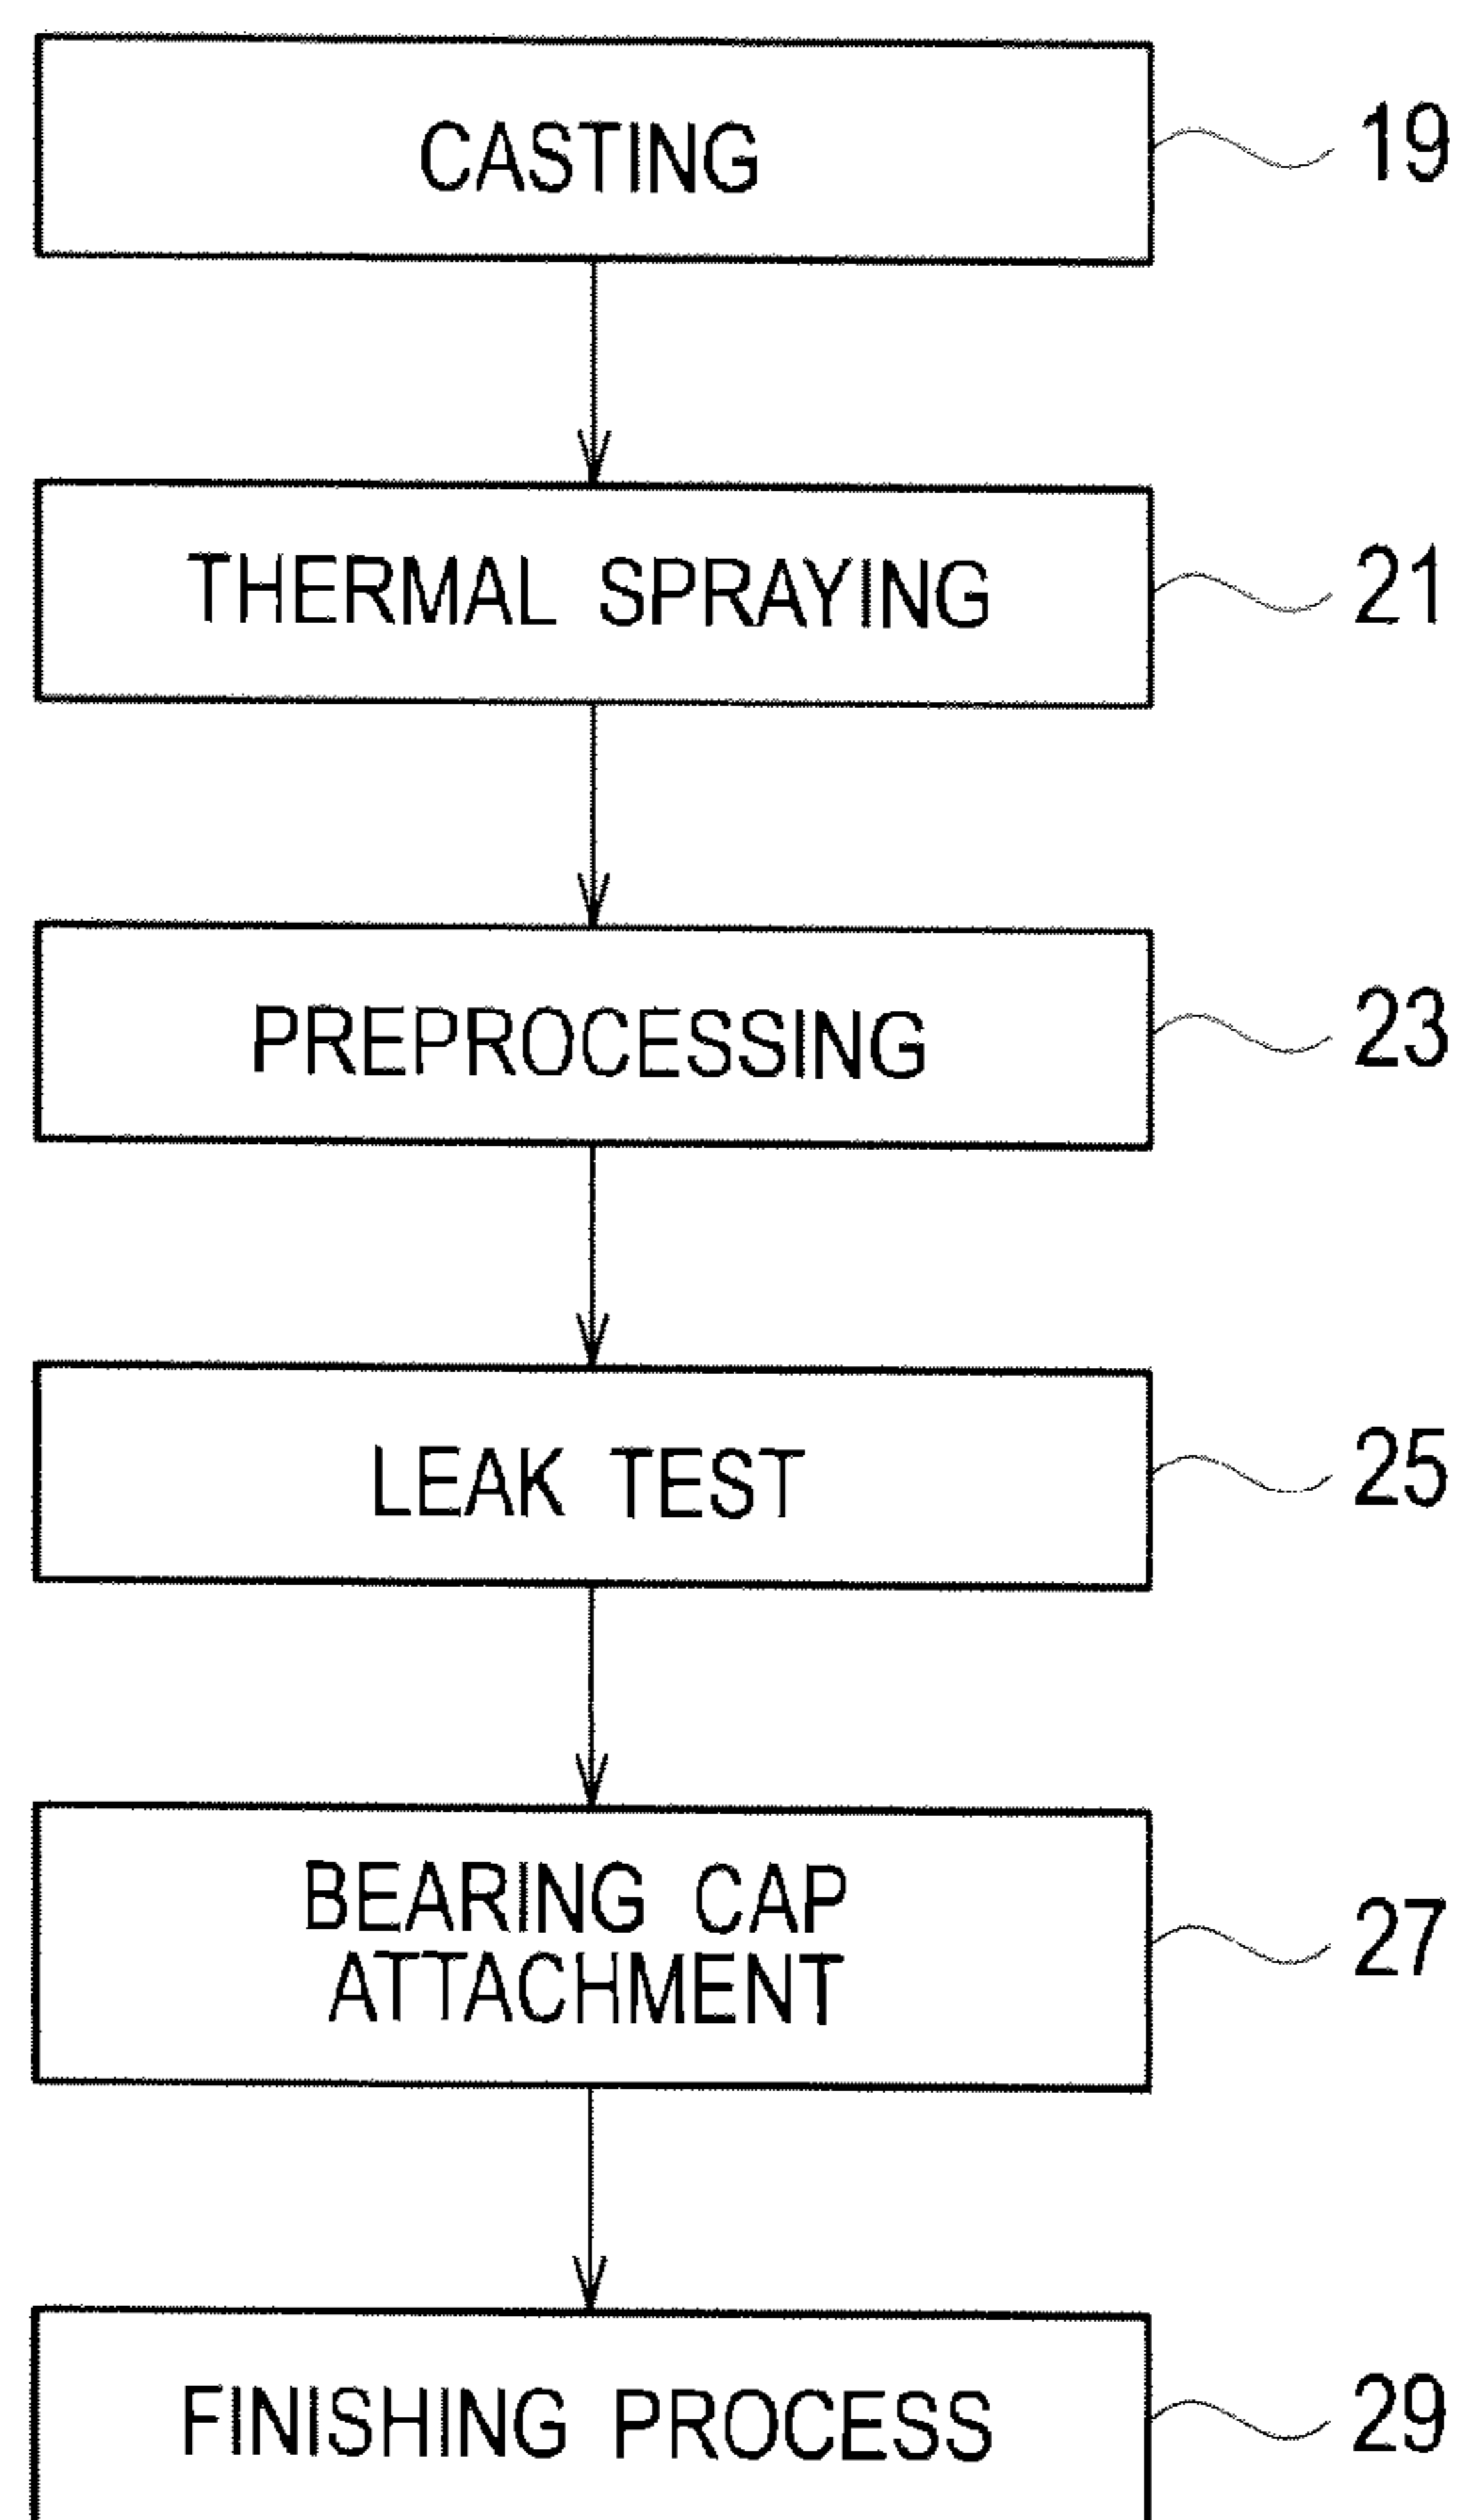 CASTING 19
THERMAL SPRAYING 21
PREPROCESSING 23
LEAK TEST 25
BEARING CAP
ATTACHMENT 27
FINISHING PROCESS 29